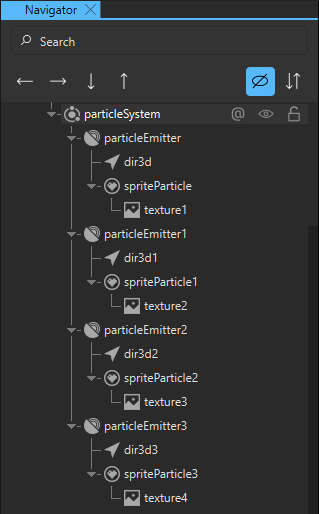 Navigator
Search
particleSystem
particleEmitter
dir3d
spriteParticle
texture1
particleEmitter1
dir3d1
spriteParticle1
texture2
particleEmitter2
dir3d2
spriteParticle2
texture3
particleEmitter3
dir3d3
spriteParticle3
texture4